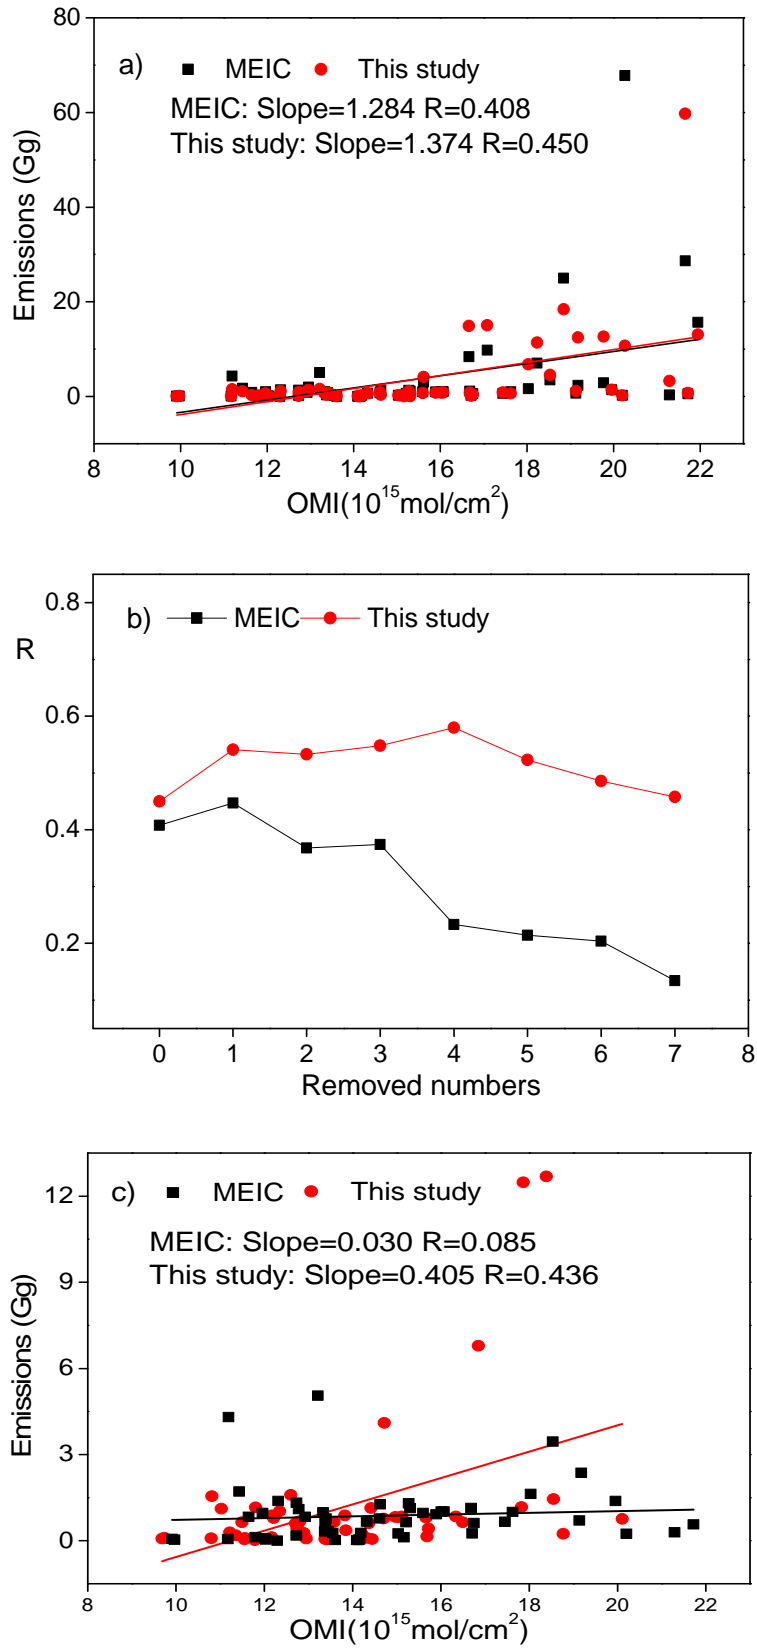 80
a) MEIC This study
MEIC: Slope=1.284 R=0.408
This study: Slope=1.374 R=0.450
60
40
20
0
Emissions (Gg)
8 10 12 14 16 18 20 22
OMI(10^15mol/cm^2)
0.8
b) MEIC This study
R
0.6
0.4
0.2
0 1 2 3 4 5 6 7 8
Removed numbers
c) MEIC This study
MEIC: Slope=0.030 R=0.085
This study: Slope=0.405 R=0.436
12
9
6
3
0
Emissions (Gg)
8 10 12 14 16 18 20 22
OMI(10^15mol/cm^2)